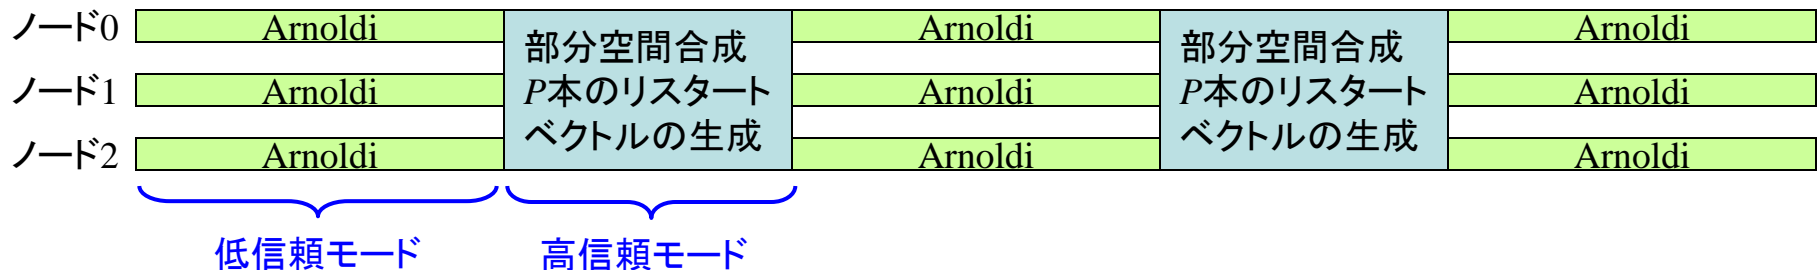 ノード0 Arnoldi Arnoldi Arnoldi
部分空間合成
P本のリスタート
ベクトルの生成
部分空間合成
P本のリスタート
ベクトルの生成
ノード1 Arnoldi Arnoldi Arnoldi
ノード2 Arnoldi Arnoldi Arnoldi
低信頼モード 高信頼モード